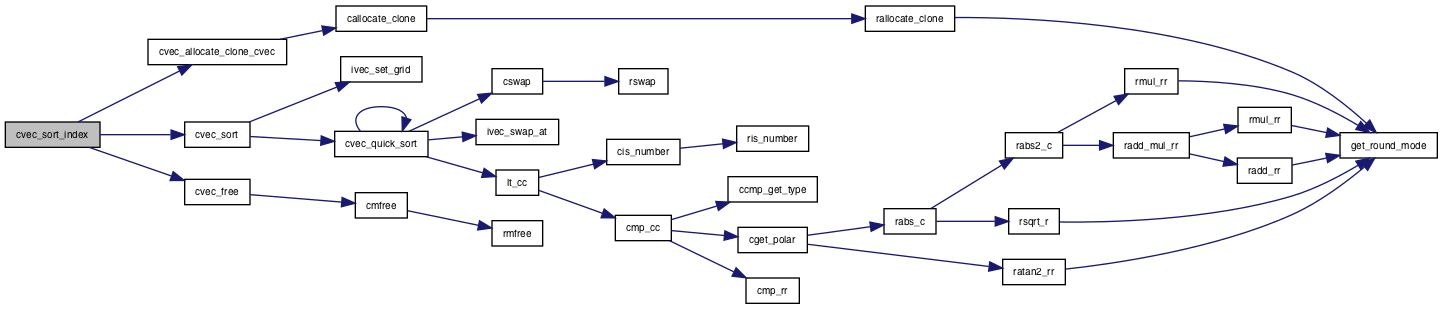 cvec_sort_index
cvec_allocate_clone_cvec
callocate_clone
rallocate_clone
get_round_mode
cvec_sort
ivec_set_grid
cvec_quick_sort
cswap
rswap
ivec_swap_at
lt_cc
cis_number
ris_number
cmp_cc
ccmp_get_type
cget_polar
rabs_c
rabs2_c
rmul_rr
radd_mul_rr
rmul_rr
radd_rr
rsqrt_r
ratan2_rr
cmp_rr
cvec_free
cmfree
rmfree